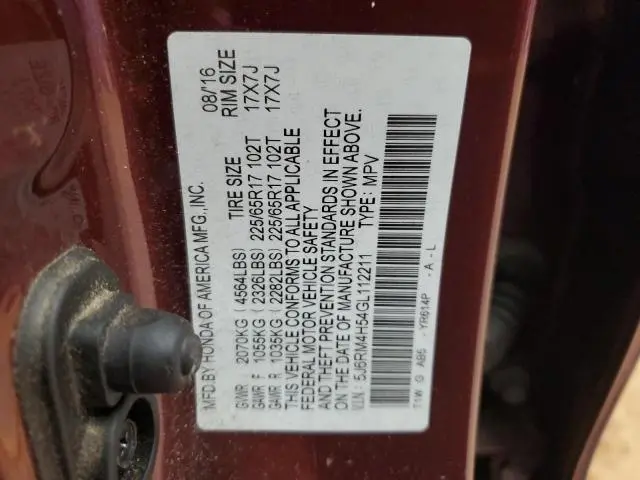 MFD.BY HONDA OF AMERICA MFG.,INC. 08/'16
TIRE SIZE RIM SIZE
GVWR 2070KG ( 4564LBS)
GAWR F 1055KG ( 2326LBS) 225/65R17 102T 17X7J
GAWR R 1035KG ( 2282LBS) 225/65R17 102T 17X7J
THIS VEHICLE CONFORMS TO ALL APPLICABLE
FEDERAL MOTOR VEHICLE SAFETY
AND THEFT PREVENTION STANDARDS IN EFFECT
ON THE DATE OF MANUFACTURE SHOWN ABOVE.
V.I.N.: 5J6RM4H54GL112211 TYPE: MPV
T1W G AB5 -YR614P -A-L